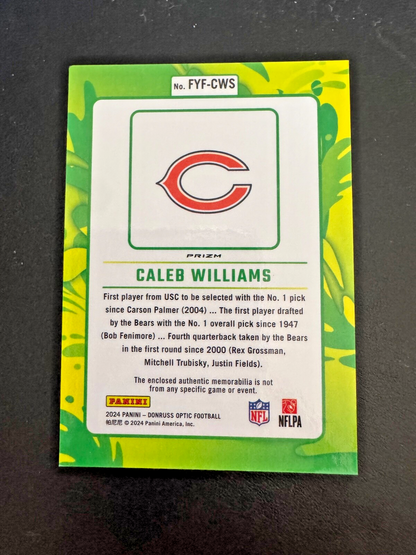 No. FYF-CWS
PRIZM
CALEB WILLIAMS
First player from USC to be selected with the No. 1 pick
since Carson Palmer (2004) ... The first player drafted
by the Bears with the No. 1 overall pick since 1947
(Bob Fenimore) ... Fourth quarterback taken by the Bears
in the first round since 2000 (Rex Grossman,
Mitchell Trubisky, Justin Fields).
The enclosed authentic memorabilia is not
from any specific game or event.
PANINI
2024 PANINI – DONRUSS OPTIC FOOTBALL
帕尼尼 © 2024 Panini America, Inc.
NFL
NFLPA